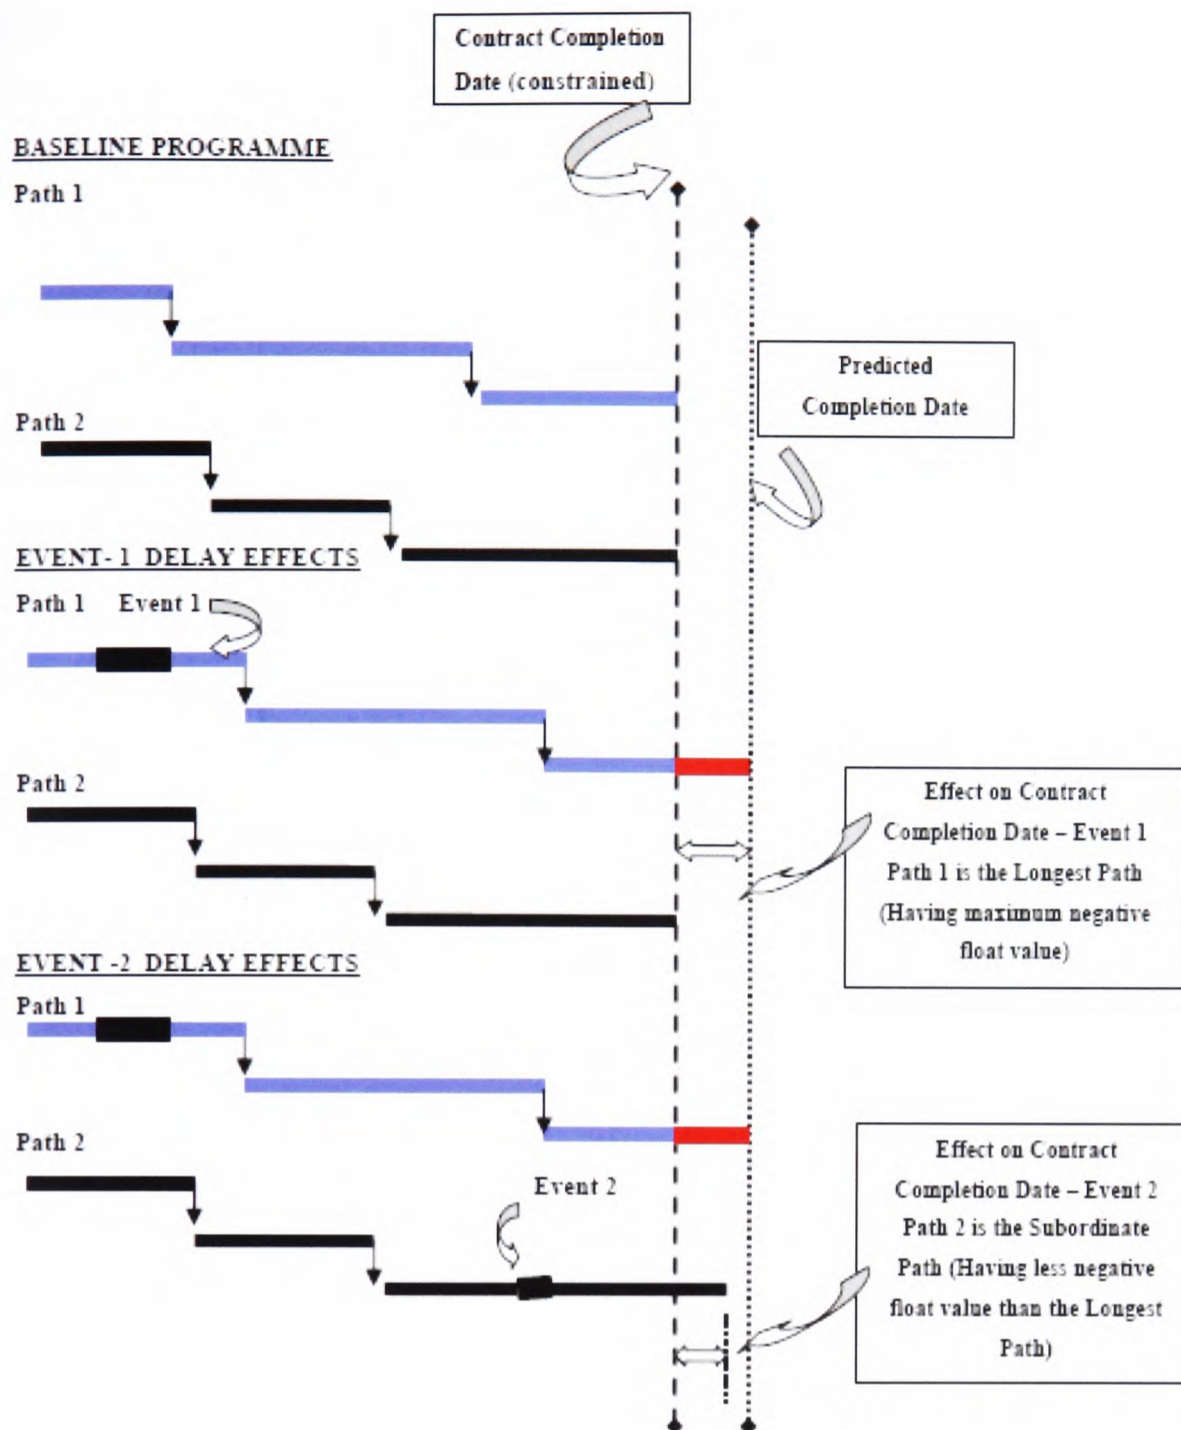 Contract Completion
Date (constrained)
BASELINE PROGRAMME
Path 1
Predicted
Completion Date
Path 2
EVENT- 1 DELAY EFFECTS
Path 1 Event 1
Path 2
Effect on Contract
Completion Date – Event 1
Path 1 is the Longest Path
(Having maximum negative
float value)
EVENT -2 DELAY EFFECTS
Path 1
Path 2
Event 2
Effect on Contract
Completion Date – Event 2
Path 2 is the Subordinate
Path (Having less negative
float value than the Longest
Path)